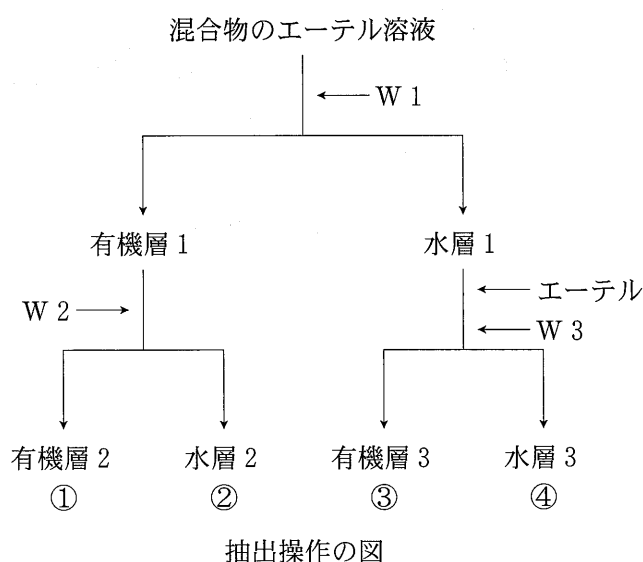 混合物のエーテル溶液
W 1
有機層 1
水層 1
エーテル
W 2
W 3
有機層 2
水層 2
有機層 3
水層 3
①
②
③
④
抽出操作の図